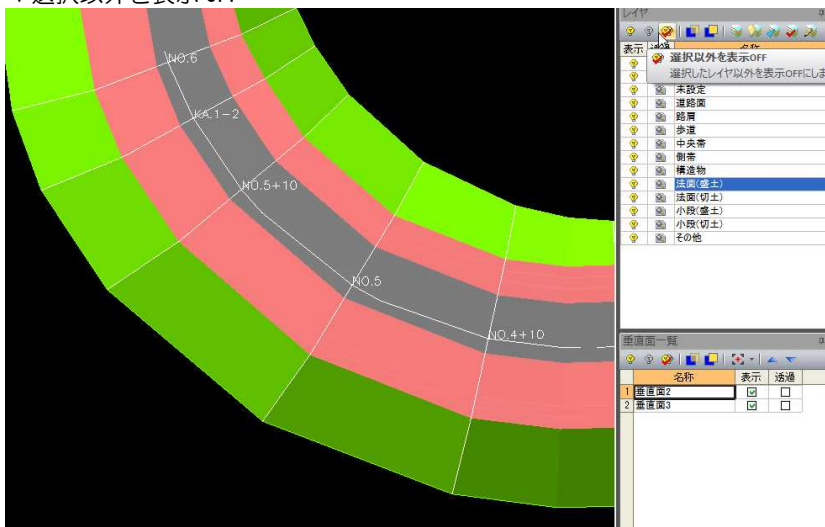 選択以外を表示OFF
レイヤ
表示
名称
選択以外を表示OFF
選択したレイヤ以外を表示OFFにしま
未設定
道路面
路肩
歩道
中央帯
側帯
構造物
法面(盛土)
法面(切土)
小段(盛土)
小段(切土)
その他
NO.6
KA.1-2
NO.5+10
NO.5
NO.4+10
垂直面一覧
名称 表示 透過
1 垂直面2
2 垂直面3